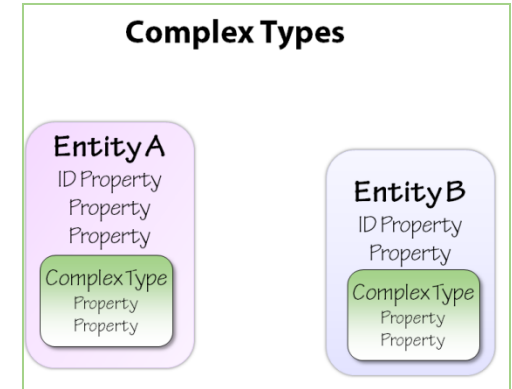 Complex Types
Entity A
ID Property
Property
Property
ComplexType
Property
Property
Entity B
ID Property
Property
ComplexType
Property
Property